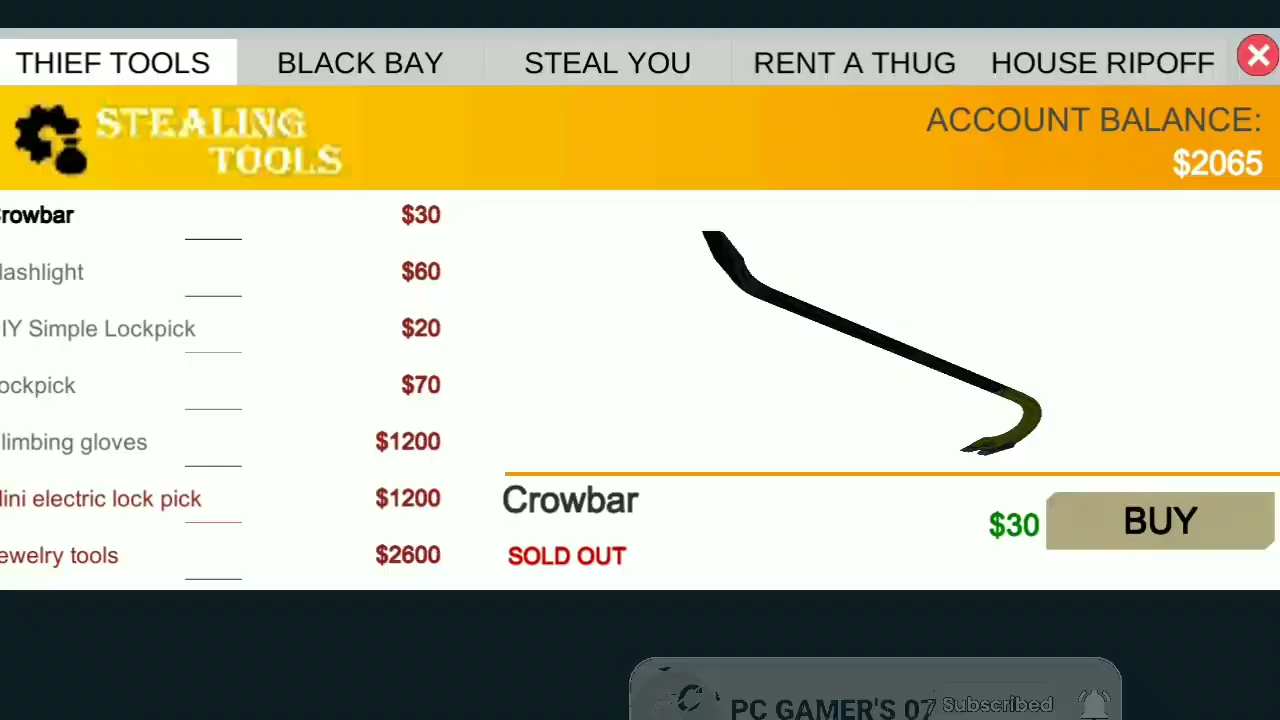 THIEF TOOLS BLACK BAY STEAL YOU RENT A THUG HOUSE RIPOFF
STEALING
TOOLS
ACCOUNT BALANCE:
$2065
rowbar $30
lashlight $60
IY Simple Lockpick $20
ockpick $70
limbing gloves $1200
ini electric lock pick $1200
ewelry tools $2600
Crowbar
SOLD OUT
$30 BUY
PC GAMER'S 07 Subscribed